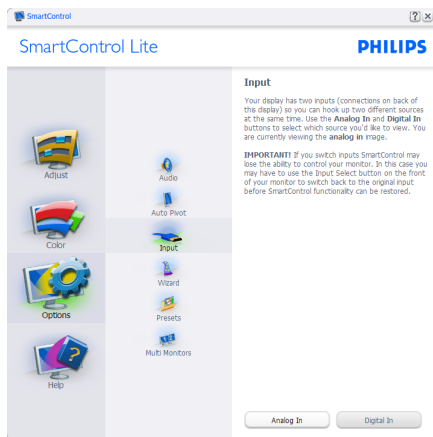 SmartControl
SmartControl Lite
PHILIPS
Adjust
Color
Options
Help
Audio
Auto Pivot
Input
Wizard
Presets
Multi Monitors
Input
Your display has two inputs (connections on back of
this display) so you can hook up two different sources
at the same time. Use the Analog In and Digital In
buttons to select which source you'd like to view. You
are currently viewing the analog in image.
IMPORTANT! If you switch inputs SmartControl may
lose the ability to control your monitor. In this case you
may have to use the Input Select button on the front
of your monitor to switch back to the original input
before SmartControl functionality can be restored.
Analog In
Digital In